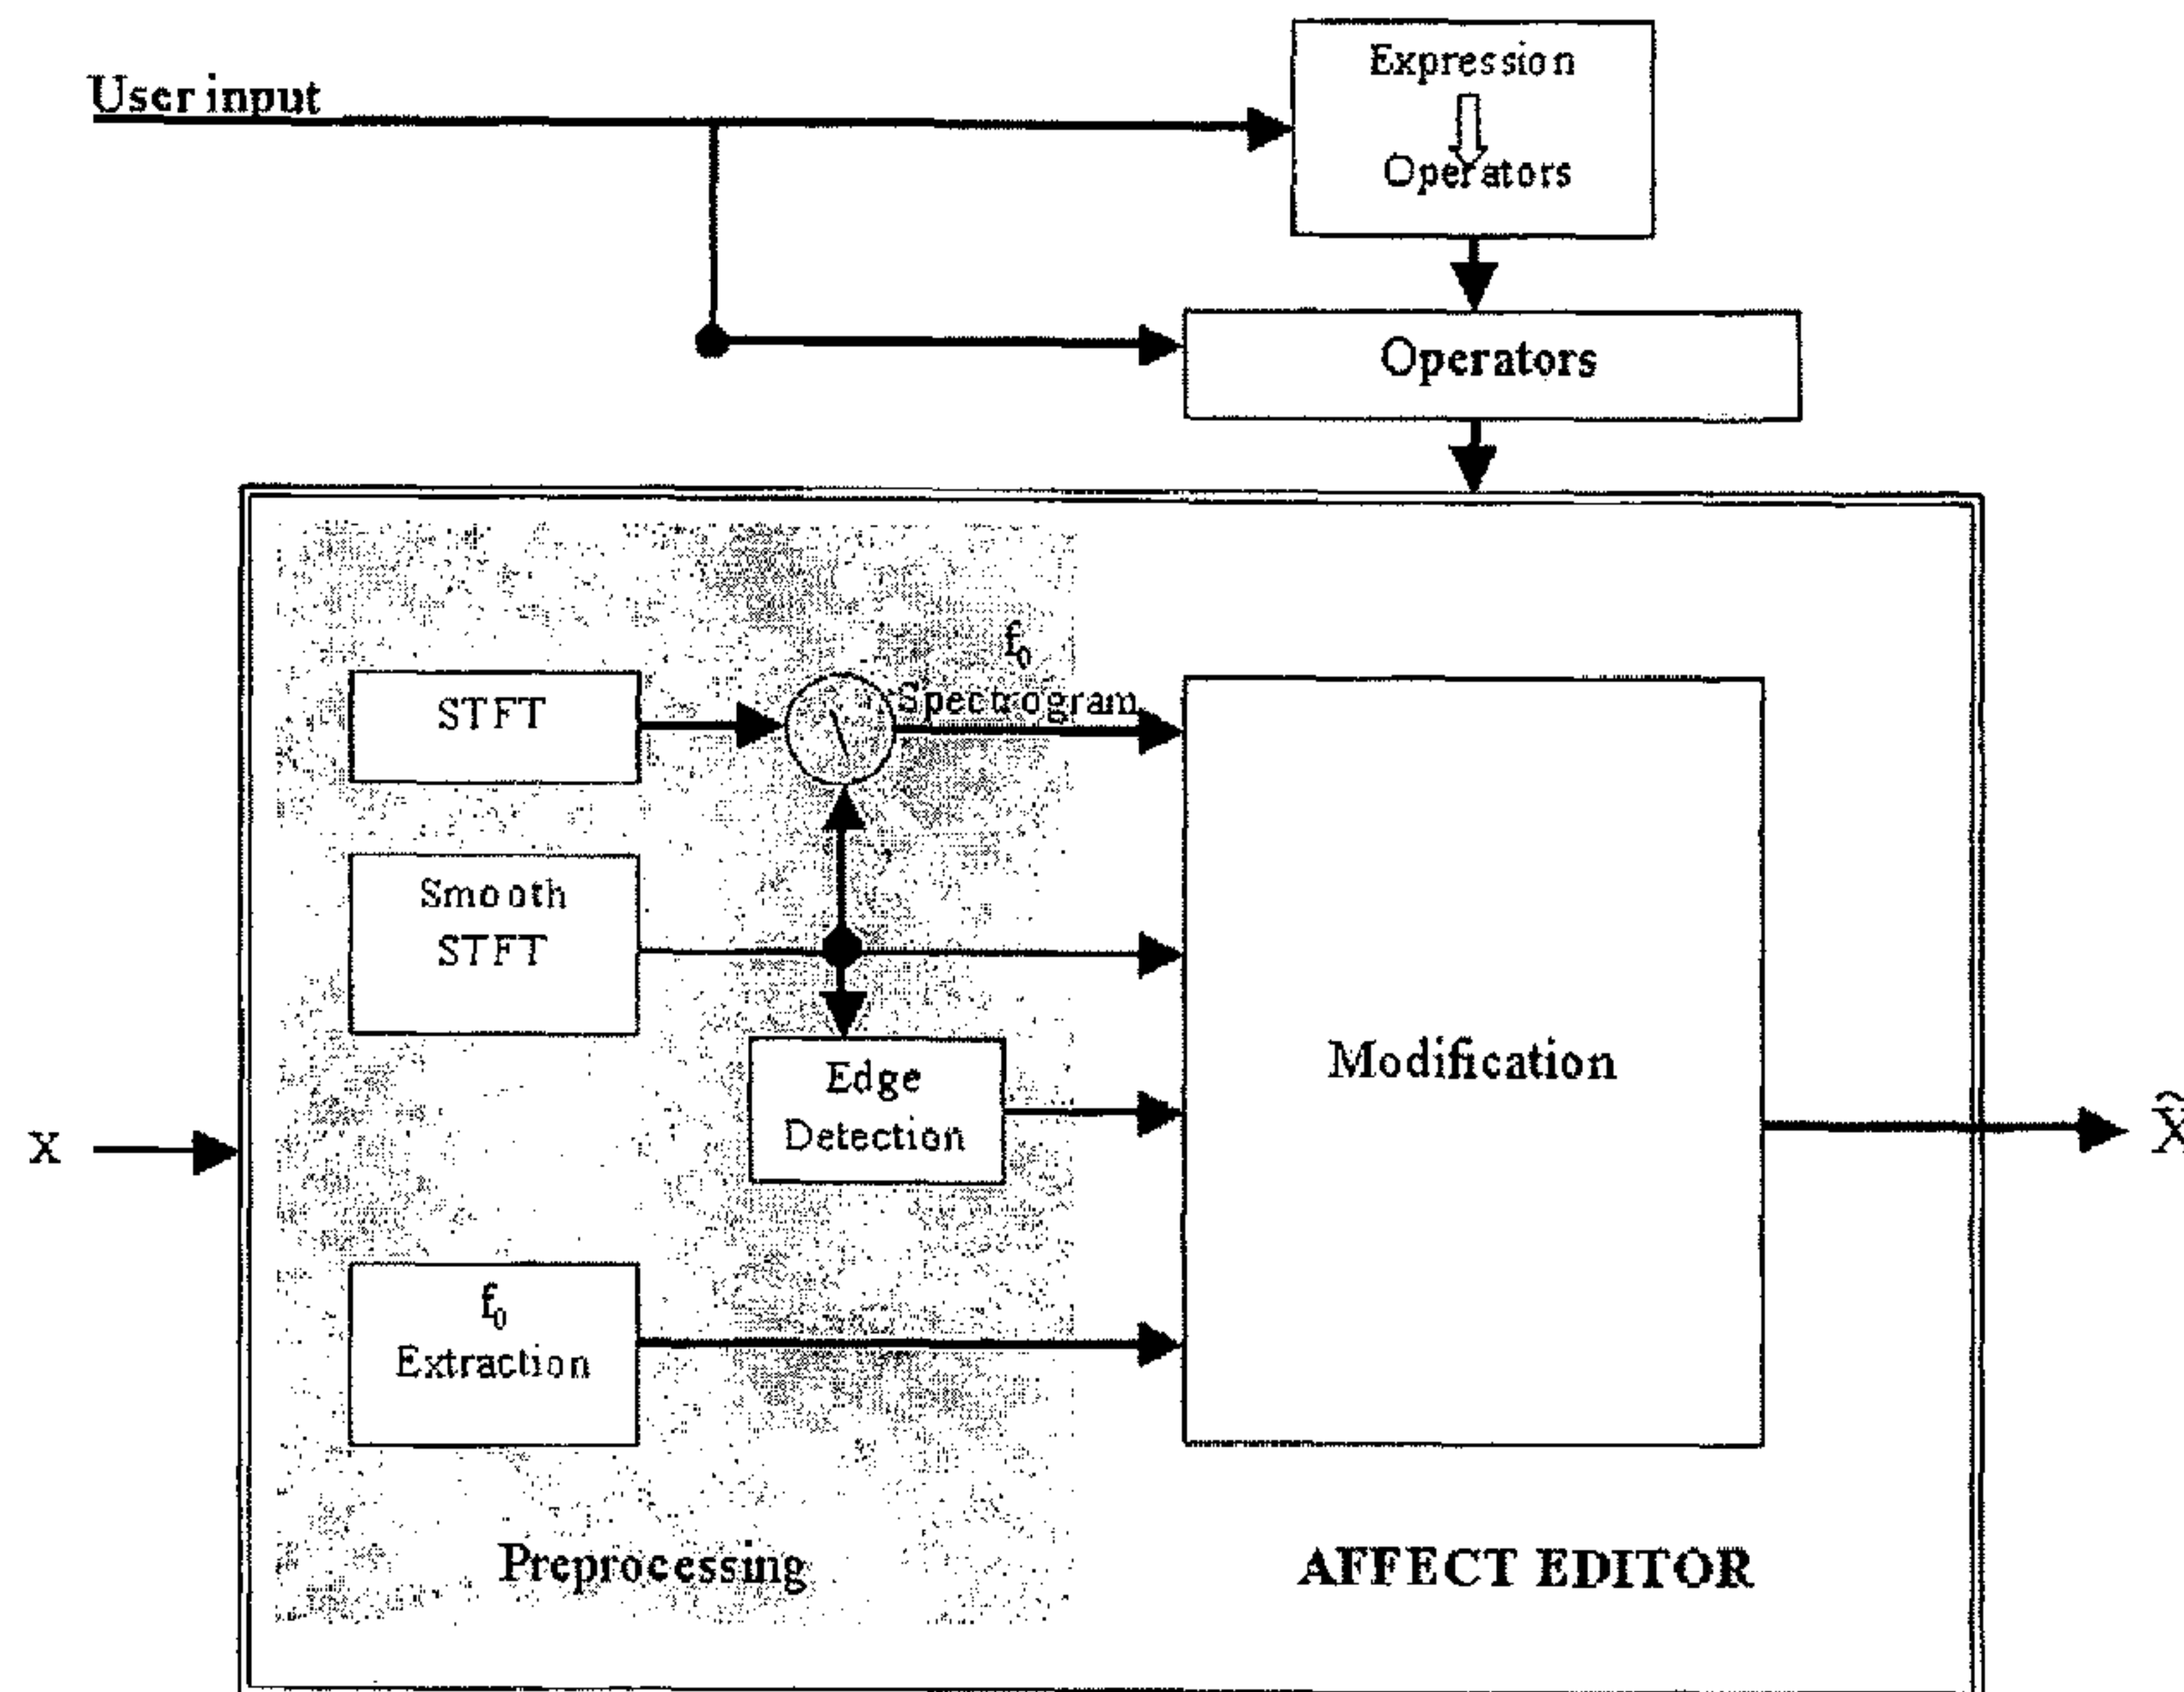 User input
Expression
Operators
Operators
f₀
Spectrogram
STFT
Smooth
STFT
Edge
Detection
Modification
X
X̂
f₀
Extraction
Preprocessing
AFFECT EDITOR